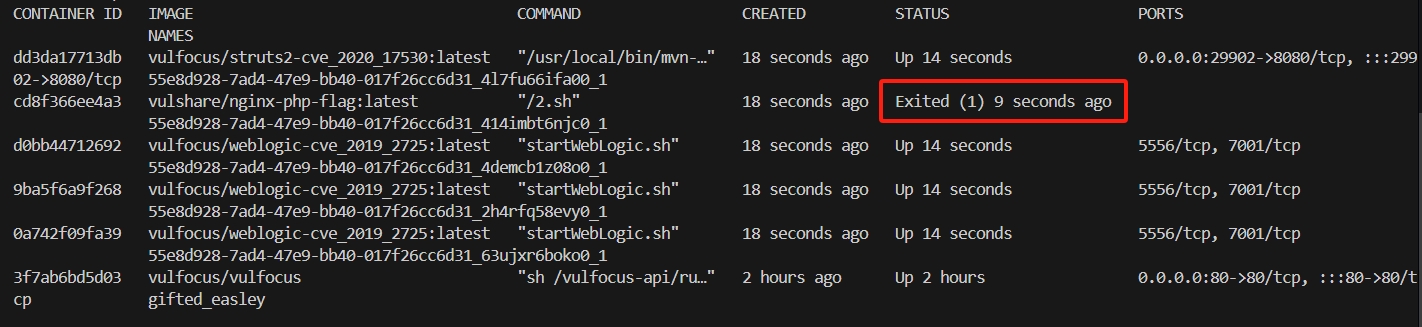 CONTAINER ID   IMAGE                                    COMMAND                  CREATED          STATUS                     PORTS
               NAMES
dd3da17713db   vulfocus/struts2-cve_2020_17530:latest   "/usr/local/bin/mvn-…"   18 seconds ago   Up 14 seconds              0.0.0.0:29902->8080/tcp, :::299
02->8080/tcp   55e8d928-7ad4-47e9-bb40-017f26cc6d31_4l7fu66ifa00_1
cd8f366ee4a3   vulshare/nginx-php-flag:latest           "/2.sh"                  18 seconds ago   Exited (1) 9 seconds ago
               55e8d928-7ad4-47e9-bb40-017f26cc6d31_414imbt6njc0_1
d0bb44712692   vulfocus/weblogic-cve_2019_2725:latest   "startWebLogic.sh"       18 seconds ago   Up 14 seconds              5556/tcp, 7001/tcp
               55e8d928-7ad4-47e9-bb40-017f26cc6d31_4demcb1z08o0_1
9ba5f6a9f268   vulfocus/weblogic-cve_2019_2725:latest   "startWebLogic.sh"       18 seconds ago   Up 14 seconds              5556/tcp, 7001/tcp
               55e8d928-7ad4-47e9-bb40-017f26cc6d31_2h4rfq58evy0_1
0a742f09fa39   vulfocus/weblogic-cve_2019_2725:latest   "startWebLogic.sh"       18 seconds ago   Up 14 seconds              5556/tcp, 7001/tcp
               55e8d928-7ad4-47e9-bb40-017f26cc6d31_63ujxr6boko0_1
3f7ab6bd5d03   vulfocus/vulfocus                        "sh /vulfocus-api/ru…"   2 hours ago      Up 2 hours                 0.0.0.0:80->80/tcp, :::80->80/t
cp             gifted_easley